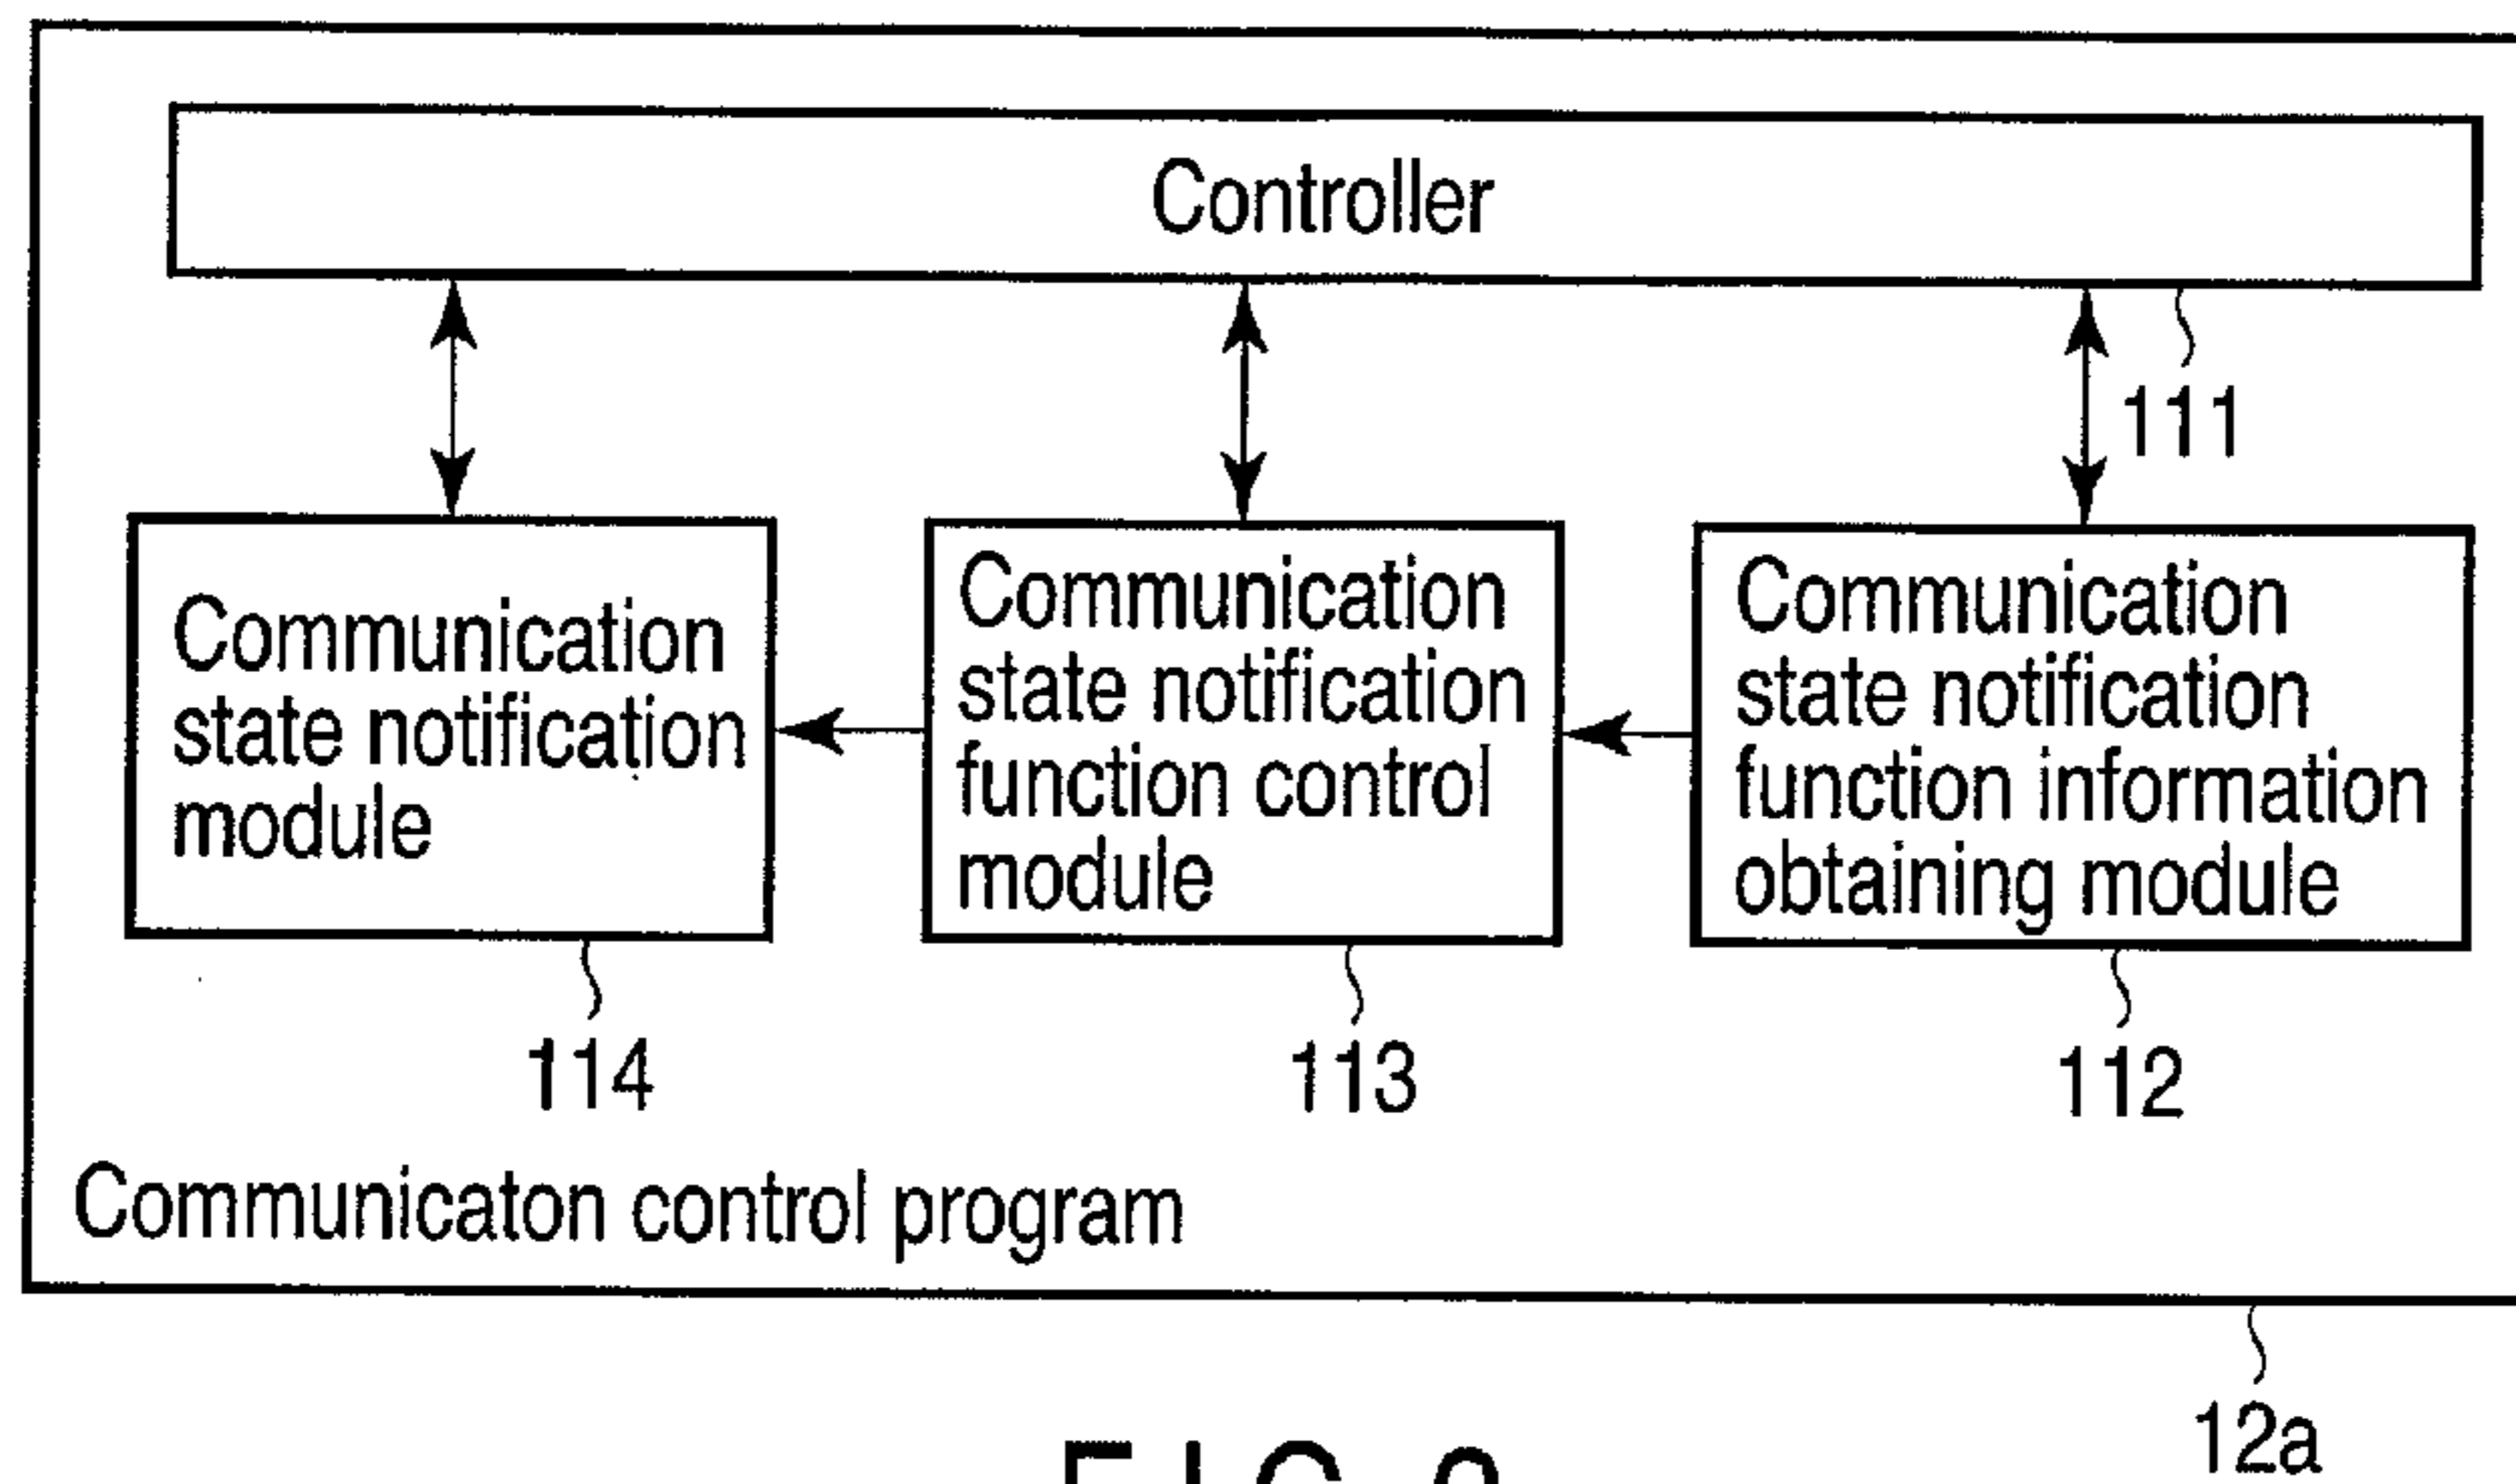 Controller
111
Communication
state notification
module
Communication
state notification
function control
module
Communication
state notification
function information
obtaining module
114
113
112
Communicaton control program
12a
FIG.